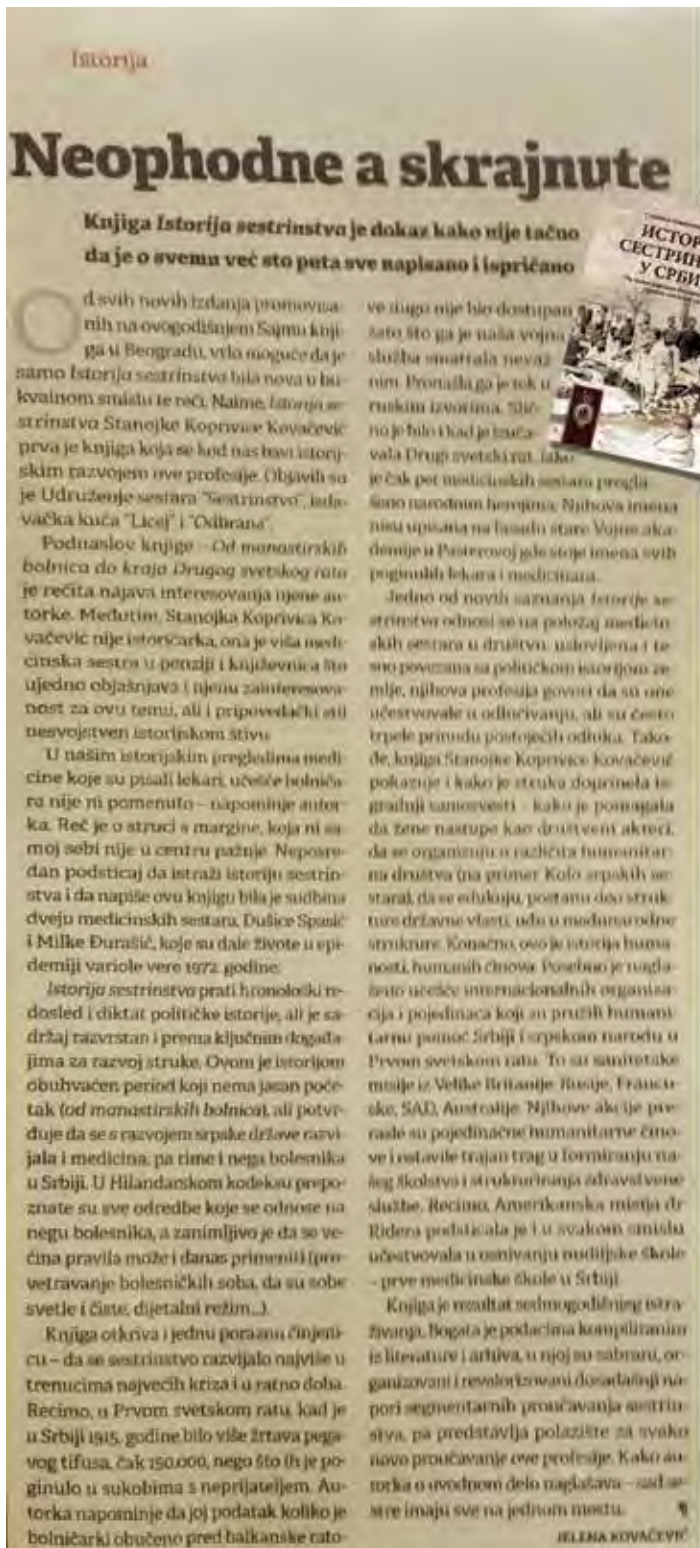 Istorija
Neophodne a skrajnute
Knjiga Istorija sestrinstva je dokaz kako nije tačno
da je o svemu već sto puta sve napisano i ispričano
Od svih novih izdanja promovisa-
nih na ovogodišnjem Sajmu knji-
ga u Beogradu, vrlo moguće da je
samo Istorija sestrinstva bila nova u bu-
kvalnom smislu te reči. Naime, Istorija se-
strinstva Stanojke Koprivice Kovačević
prva je knjiga koja se kod nas bavi istorij-
skim razvojem ove profesije. Objavili su
je Udruženje sestara "Sestrinstvo", izda-
vačka kuća "Licej" i "Odbrana".
Podnaslov knjige – Od manastirskih
bolnica do kraja Drugog svetskog rata
je rečita najava interesovanja njene au-
torke. Međutim, Stanojka Koprivica Ko-
vačević nije istoričarka, ona je viša medi-
cinska sestra u penziji i književnica što
ujedno objašnjava i njenu zainteresova-
nost za ovu temu, ali i pripovedački stil
nesvojstven istorijskom štivu.
U našim istorijskim pregledima medi-
cine koje su pisali lekari, učešće bolniča-
ra nije ni pomenuto – napominje autor-
ka. Reč je o struci s margine, koja ni sa-
moj sebi nije u centru pažnje. Neposre-
dan podsticaj da istraži istoriju sestrin-
stva i da napiše ovu knjigu bila je sudbina
dveju medicinskih sestara, Dušice Spasić
i Milke Đurašić, koje su dale živote u epi-
demiji variole vere 1972. godine.
Istorija sestrinstva prati hronološki re-
dosled i diktat političke istorije, ali je sa-
držaj razvrstan i prema ključnim događa-
jima za razvoj struke. Ovom je istorijom
obuhvaćen period koji nema jasan poče-
tak (od manastirskih bolnica), ali potvr-
đuje da se s razvojem srpske države razvi-
jala i medicina, pa time i nega bolesnika
u Srbiji. U Hilandarskom kodeksu prepo-
znate su sve odredbe koje se odnose na
negu bolesnika, a zanimljivo je da se ve-
ćina pravila može i danas primeniti (pro-
vetravanje bolesničkih soba, da su sobe
svetle i čiste, dijetalni režim...).
Knjiga otkriva i jednu poraznu činjeni-
cu – da se sestrinstvo razvijalo najviše u
trenucima najvećih kriza i u ratno doba.
Recimo, u Prvom svetskom ratu, kad je
u Srbiji 1915. godine bilo više žrtava pega-
vog tifusa, čak 150.000, nego što ih je po-
ginulo u sukobima s neprijateljem. Au-
torka napominje da joj podatak koliko je
bolničarki obučeno pred balkanske rato-
ve dugo nije bio dostupan
zato što ga je naša vojna
služba smatrala nevaž-
nim. Pronašla ga je tek u
ruskim izvorima. Slič-
no je bilo i kad je izuča-
vala Drugi svetski rat. Iako
je čak pet medicinskih sestara progla-
šeno narodnim herojima. Njihova imena
nisu upisana na fasadu stare Vojne aka-
demije u Pasterovoj gde stoje imena svih
poginulih lekara i medicinara.
Jedno od novih saznanja Istorije se-
strinstva odnosi se na položaj medicin-
skih sestara u društvu: uslovljena i te-
sno povezana sa političkom istorijom ze-
mlje, njihova profesija govori da su one
učestvovale u odlučivanju, ali su često
trpele prinudu postojećih odluka. Tako-
đe, knjiga Stanojke Koprivice Kovačević
pokazuje i kako je struka doprinela iz-
gradnji samosvesti – kako je pomagala
da žene nastupe kao društveni akteri,
da se organizuju u različita humanitar-
na društva (na primer Kolo srpskih se-
stara), da se edukuju, postanu deo struk-
ture državne vlasti, uđu u međunarodne
strukture. Konačno, ovo je istorija huma-
nosti, humanih činova. Posebno je nagla-
šeno učešće internacionalnih organiza-
cija i pojedinaca koji su pružili humani-
tarnu pomoć Srbiji i srpskom narodu u
Prvom svetskom ratu. To su sanitetske
misije iz Velike Britanije, Rusije, Francu-
ske, SAD, Australije. Njihove akcije pre-
rasle su pojedinačne humanitarne čino-
ve i ostavile trajan trag u formiranju na-
šeg školstva i strukturiranja zdravstvene
službe. Recimo, Amerikanska misija dr
Ridera podsticala je i u svakom smislu
učestvovala u osnivanju nudiljske škole
– prve medicinske škole u Srbiji.
Knjiga je rezultat sedmogodišnjeg istra-
živanja. Bogata je podacima kompiliranim
iz literature i arhiva, u njoj su sabrani, or-
ganizovani i revalorizovani dosadašnji na-
pori segmentarnih proučavanja sestrin-
stva, pa predstavlja polazište za svako
novo proučavanje ove profesije. Kako au-
torka u uvodnom delu naglašava – sad se-
stre imaju sve na jednom mestu. ¶
JELENA KOVAČEVIĆ
ИСТОР
СЕСТРИН
У СРБИ